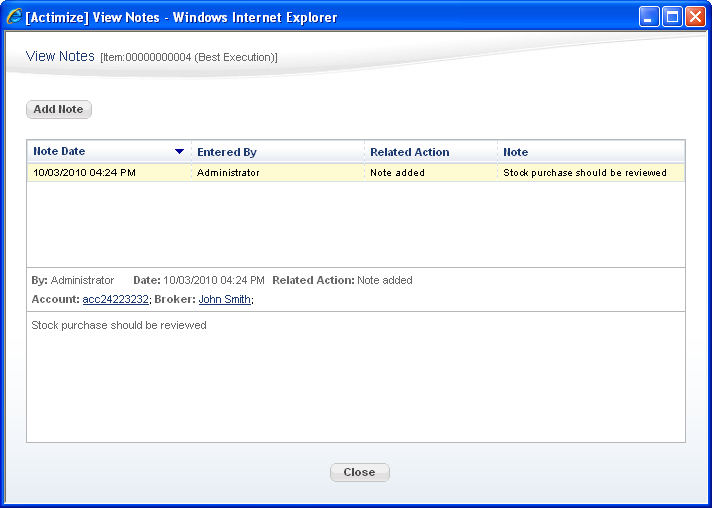 [Actimize] View Notes - Windows Internet Explorer
View Notes [Item:00000000004 (Best Execution)]
Add Note
Note Date Entered By Related Action Note
10/03/2010 04:24 PM Administrator Note added Stock purchase should be reviewed
By: Administrator Date: 10/03/2010 04:24 PM Related Action: Note added
Account: acc24223232; Broker: John Smith;
Stock purchase should be reviewed
Close